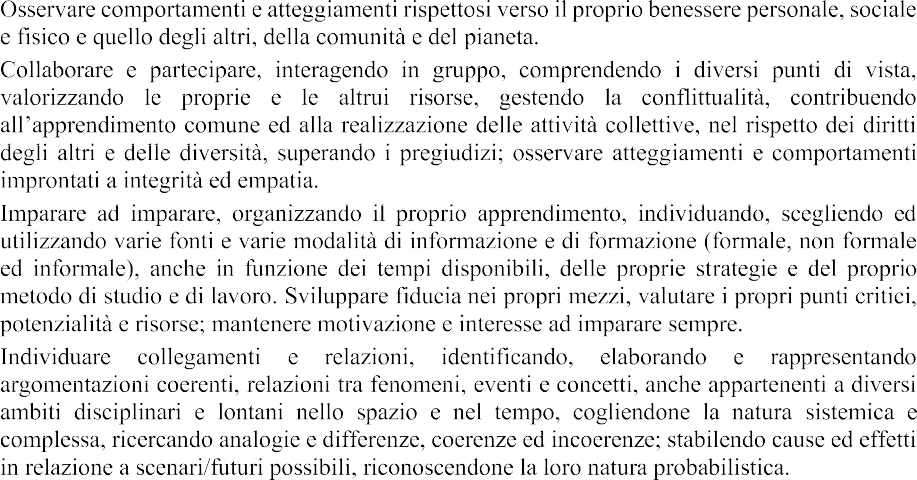 Osservare comportamenti e atteggiamenti rispettosi verso il proprio benessere personale, sociale
e fisico e quello degli altri, della comunità e del pianeta.
Collaborare e partecipare, interagendo in gruppo, comprendendo i diversi punti di vista,
valorizzando le proprie e le altrui risorse, gestendo la conflittualità, contribuendo
all'apprendimento comune ed alla realizzazione delle attività collettive, nel rispetto dei diritti
degli altri e delle diversità, superando i pregiudizi; osservare atteggiamenti e comportamenti
improntati a integrità ed empatia.
Imparare ad imparare, organizzando il proprio apprendimento, individuando, scegliendo ed
utilizzando varie fonti e varie modalità di informazione e di formazione (formale, non formale
ed informale), anche in funzione dei tempi disponibili, delle proprie strategie e del proprio
metodo di studio e di lavoro. Sviluppare fiducia nei propri mezzi, valutare i propri punti critici,
potenzialità e risorse; mantenere motivazione e interesse ad imparare sempre.
Individuare collegamenti e relazioni, identificando, elaborando e rappresentando
argomentazioni coerenti, relazioni tra fenomeni, eventi e concetti, anche appartenenti a diversi
ambiti disciplinari e lontani nello spazio e nel tempo, cogliendone la natura sistemica e
complessa, ricercando analogie e differenze, coerenze ed incoerenze; stabilendo cause ed effetti
in relazione a scenari/futuri possibili, riconoscendone la loro natura probabilistica.